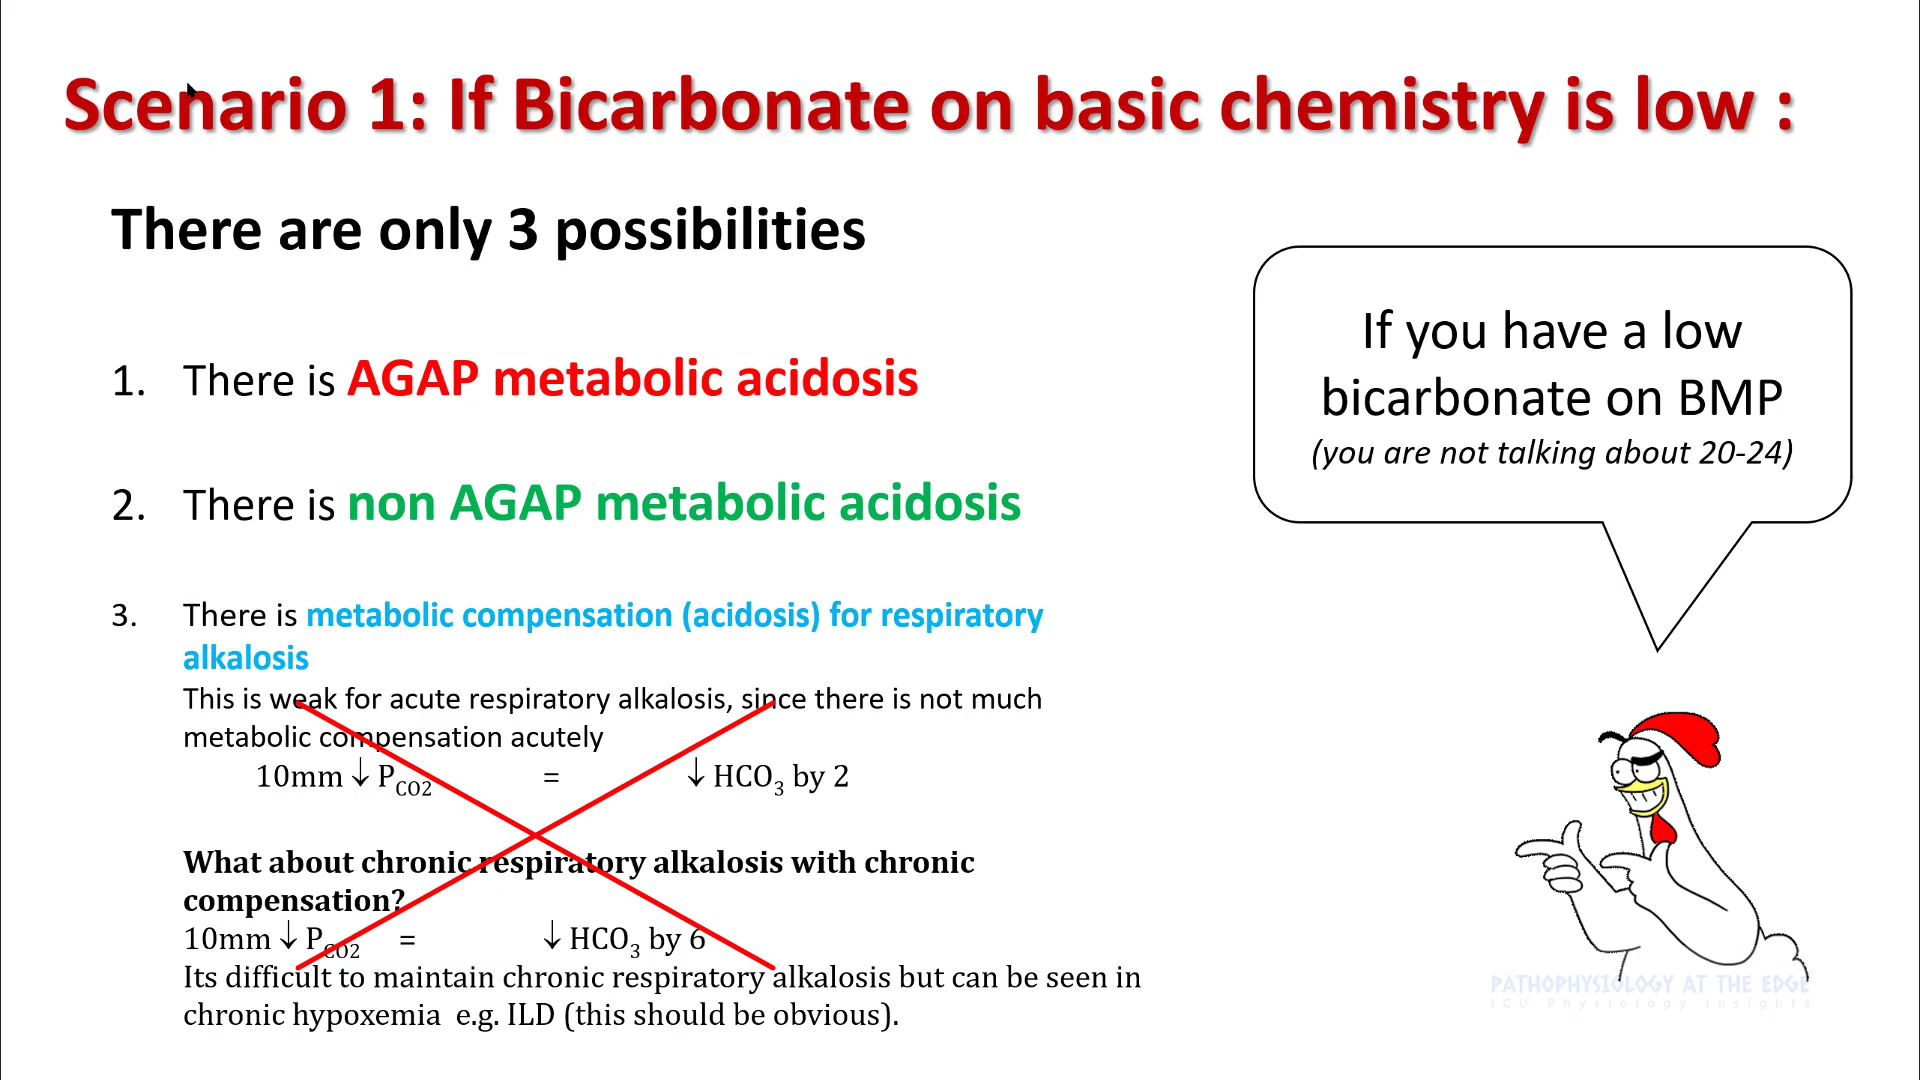 Scenario 1: If Bicarbonate on basic chemistry is low :
There are only 3 possibilities
1. There is AGAP metabolic acidosis
2. There is non AGAP metabolic acidosis
3. There is metabolic compensation (acidosis) for respiratory
alkalosis
This is weak for acute respiratory alkalosis, since there is not much
metabolic compensation acutely
10mm ↓ PCO2 = ↓ HCO3 by 2
What about chronic respiratory alkalosis with chronic
compensation?
10mm ↓ PCO2 = ↓ HCO3 by 6
Its difficult to maintain chronic respiratory alkalosis but can be seen in
chronic hypoxemia e.g. ILD (this should be obvious).
If you have a low
bicarbonate on BMP
(you are not talking about 20-24)
PATHOPHYSIOLOGY AT THE EDGE
ICU Physiology Insights